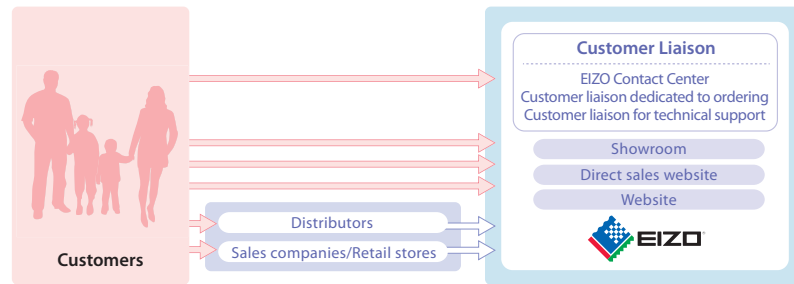 Customers
Distributors
Sales companies/Retail stores
Customer Liaison
EIZO Contact Center
Customer liaison dedicated to ordering
Customer liaison for technical support
Showroom
Direct sales website
Website
EIZO